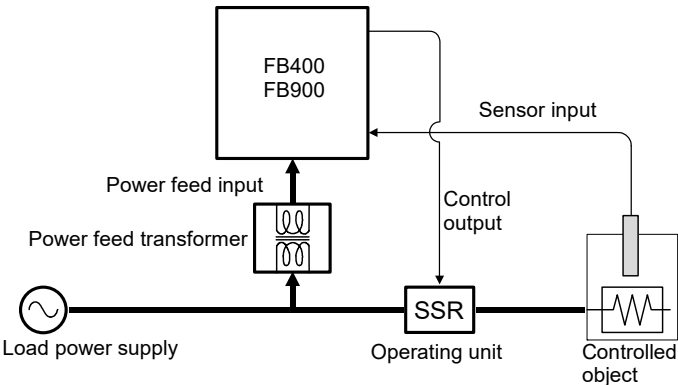 FB400
FB900
Sensor input
Power feed input
Control
output
Power feed transformer
SSR
Load power supply
Operating unit
Controlled
object